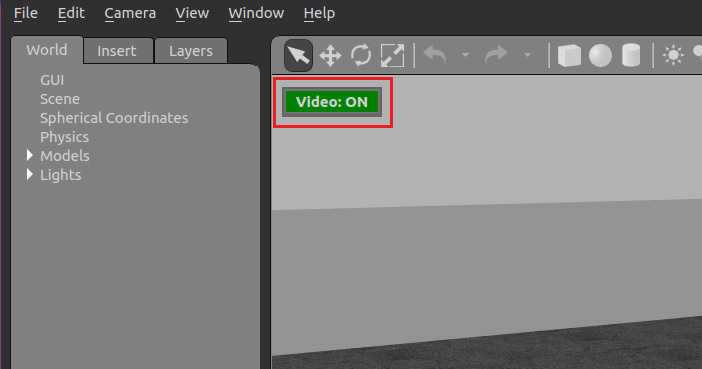 File Edit Camera View Window Help
World Insert Layers
GUI
Scene
Spherical Coordinates
Physics
Models
Lights
Video: ON